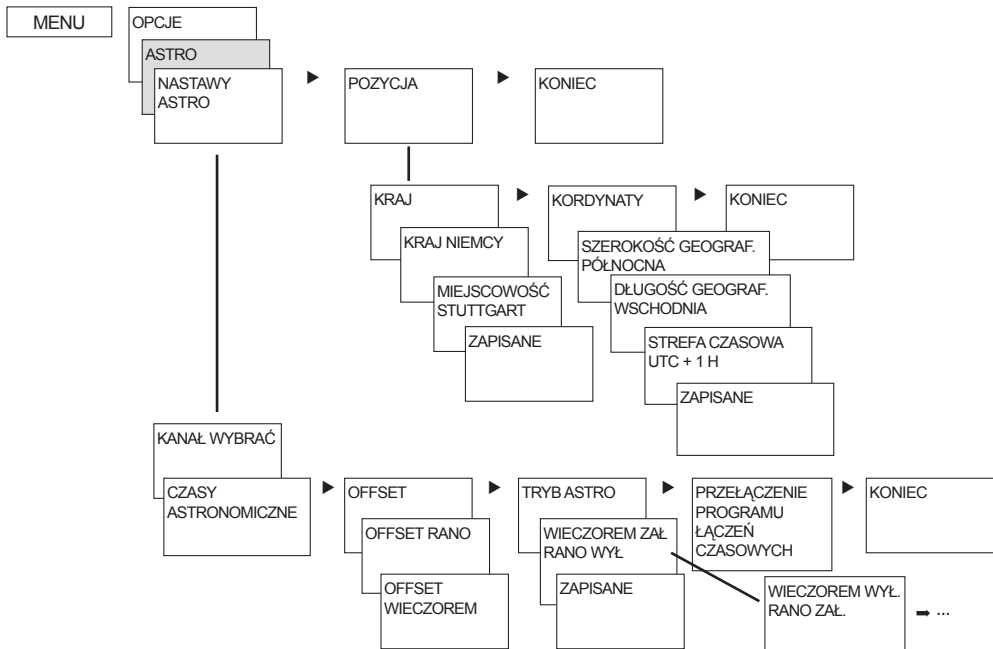 MENU
OPCJE
ASTRO
NASTAWY
ASTRO
POZYCJA
KONIEC
KRAJ
KRAJ NIEMCY
MIEJSCOWOŚĆ
STUTTGART
ZAPISANE
KORDYNATY
SZEROKOŚĆ GEOGRAF.
PÓŁNOCNA
DŁUGOŚĆ GEOGRAF.
WSCHODNIA
STREFA CZASOWA
UTC + 1 H
ZAPISANE
KONIEC
KANAŁ WYBRAĆ
CZASY
ASTRONOMICZNE
OFFSET
OFFSET RANO
OFFSET
WIECZOREM
TRYB ASTRO
WIECZOREM ZAŁ
RANO WYŁ
ZAPISANE
PRZEŁĄCZENIE
PROGRAMU
ŁĄCZEŃ
CZASOWYCH
KONIEC
WIECZOREM WYŁ.
RANO ZAŁ.
➡ ...